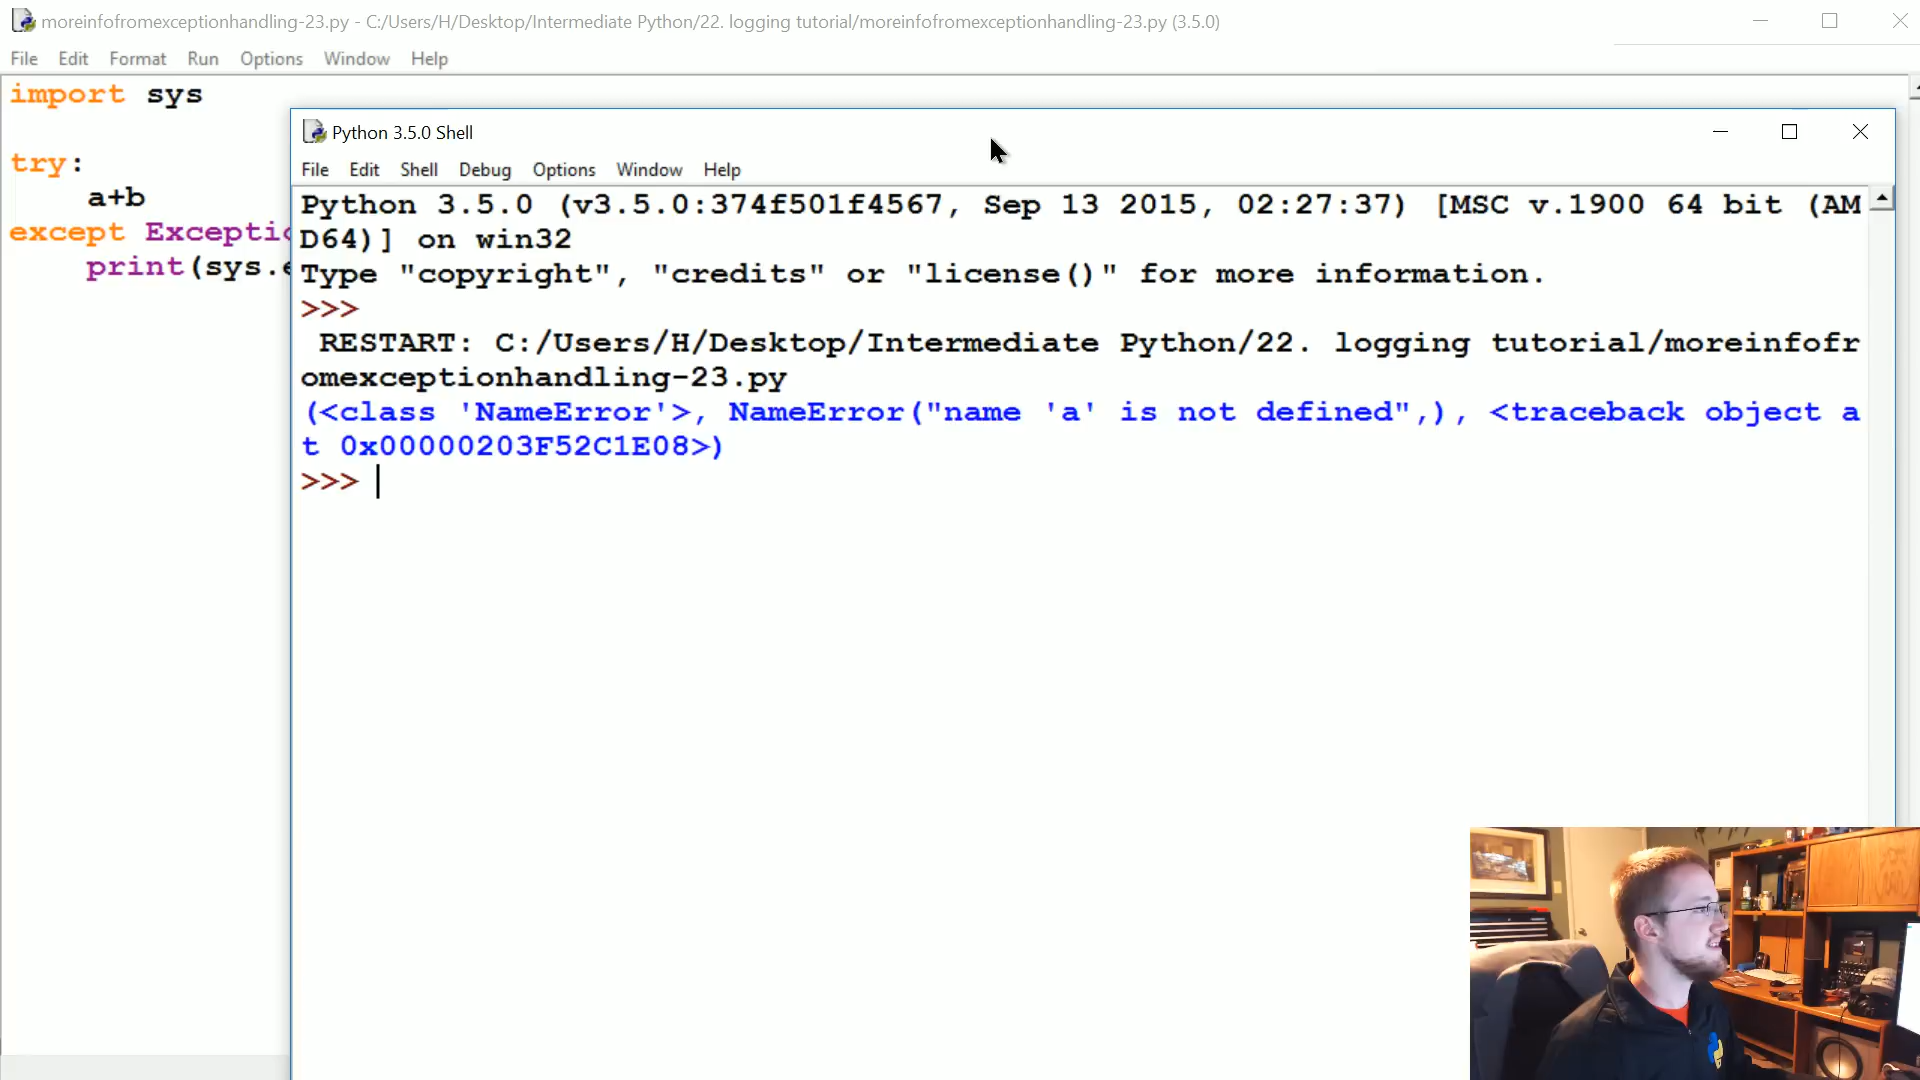 moreinfofromexceptionhandling-23.py - C:/Users/H/Desktop/Intermediate Python/22. logging tutorial/moreinfofromexceptionhandling-23.py (3.5.0)
File Edit Format Run Options Window Help
import sys
try:
a+b
except Exceptio
print(sys.e
Python 3.5.0 Shell
File Edit Shell Debug Options Window Help
Python 3.5.0 (v3.5.0:374f501f4567, Sep 13 2015, 02:27:37) [MSC v.1900 64 bit (AM
D64)] on win32
Type "copyright", "credits" or "license()" for more information.
>>>
RESTART: C:/Users/H/Desktop/Intermediate Python/22. logging tutorial/moreinfofr
omexceptionhandling-23.py
(<class 'NameError'>, NameError("name 'a' is not defined",), <traceback object a
t 0x00000203F52C1E08>)
>>>